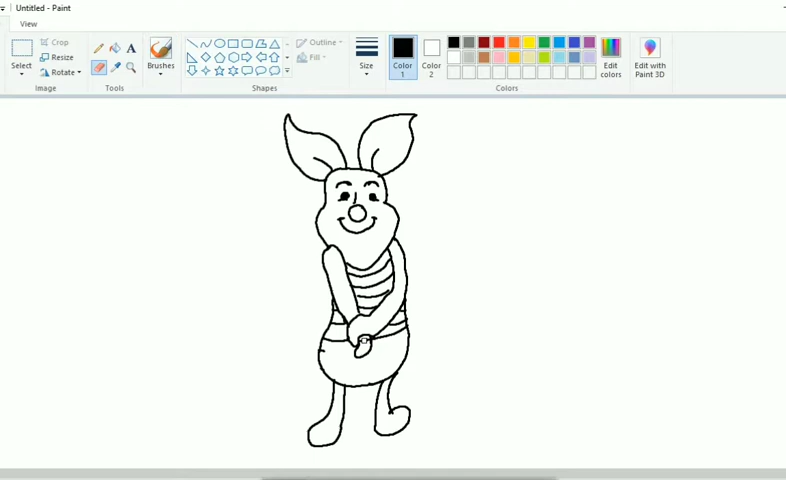 Untitled - Paint
View
Crop
Resize
Rotate
Select
Image
A
Tools
Brushes
Outline
Fill
Shapes
Size
Color
1
Color
2
Edit
colors
Edit with
Paint 3D
Colors